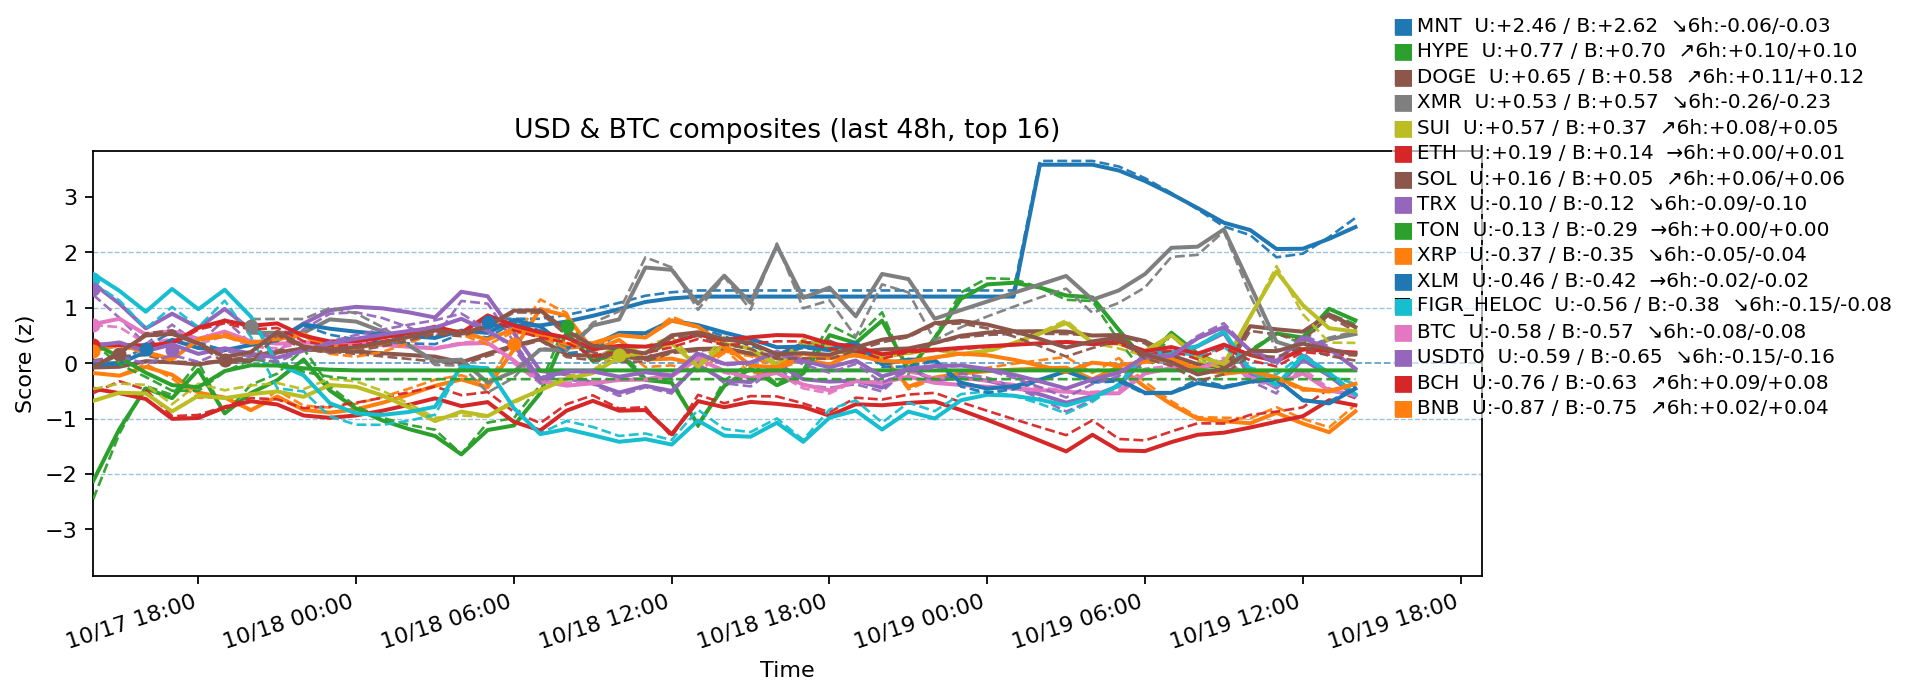 MNT  U:+2.46 / B:+2.62  ↘6h:-0.06/-0.03
HYPE  U:+0.77 / B:+0.70  ↗6h:+0.10/+0.10
DOGE  U:+0.65 / B:+0.58  ↗6h:+0.11/+0.12
XMR  U:+0.53 / B:+0.57  ↘6h:-0.26/-0.23
SUI  U:+0.57 / B:+0.37  ↗6h:+0.08/+0.05
ETH  U:+0.19 / B:+0.14  →6h:+0.00/+0.01
SOL  U:+0.16 / B:+0.05  ↗6h:+0.06/+0.06
TRX  U:-0.10 / B:-0.12  ↘6h:-0.09/-0.10
TON  U:-0.13 / B:-0.29  →6h:+0.00/+0.00
XRP  U:-0.37 / B:-0.35  ↘6h:-0.05/-0.04
XLM  U:-0.46 / B:-0.42  →6h:-0.02/-0.02
FIGR_HELOC  U:-0.56 / B:-0.38  ↘6h:-0.15/-0.08
BTC  U:-0.58 / B:-0.57  ↘6h:-0.08/-0.08
USDT0  U:-0.59 / B:-0.65  ↘6h:-0.15/-0.16
BCH  U:-0.76 / B:-0.63  ↗6h:+0.09/+0.08
BNB  U:-0.87 / B:-0.75  ↗6h:+0.02/+0.04
USD & BTC composites (last 48h, top 16)
Score (z)
3
2
1
0
−1
−2
−3
10/17 18:00
10/18 00:00
10/18 06:00
10/18 12:00
10/18 18:00
10/19 00:00
10/19 06:00
10/19 12:00
10/19 18:00
Time